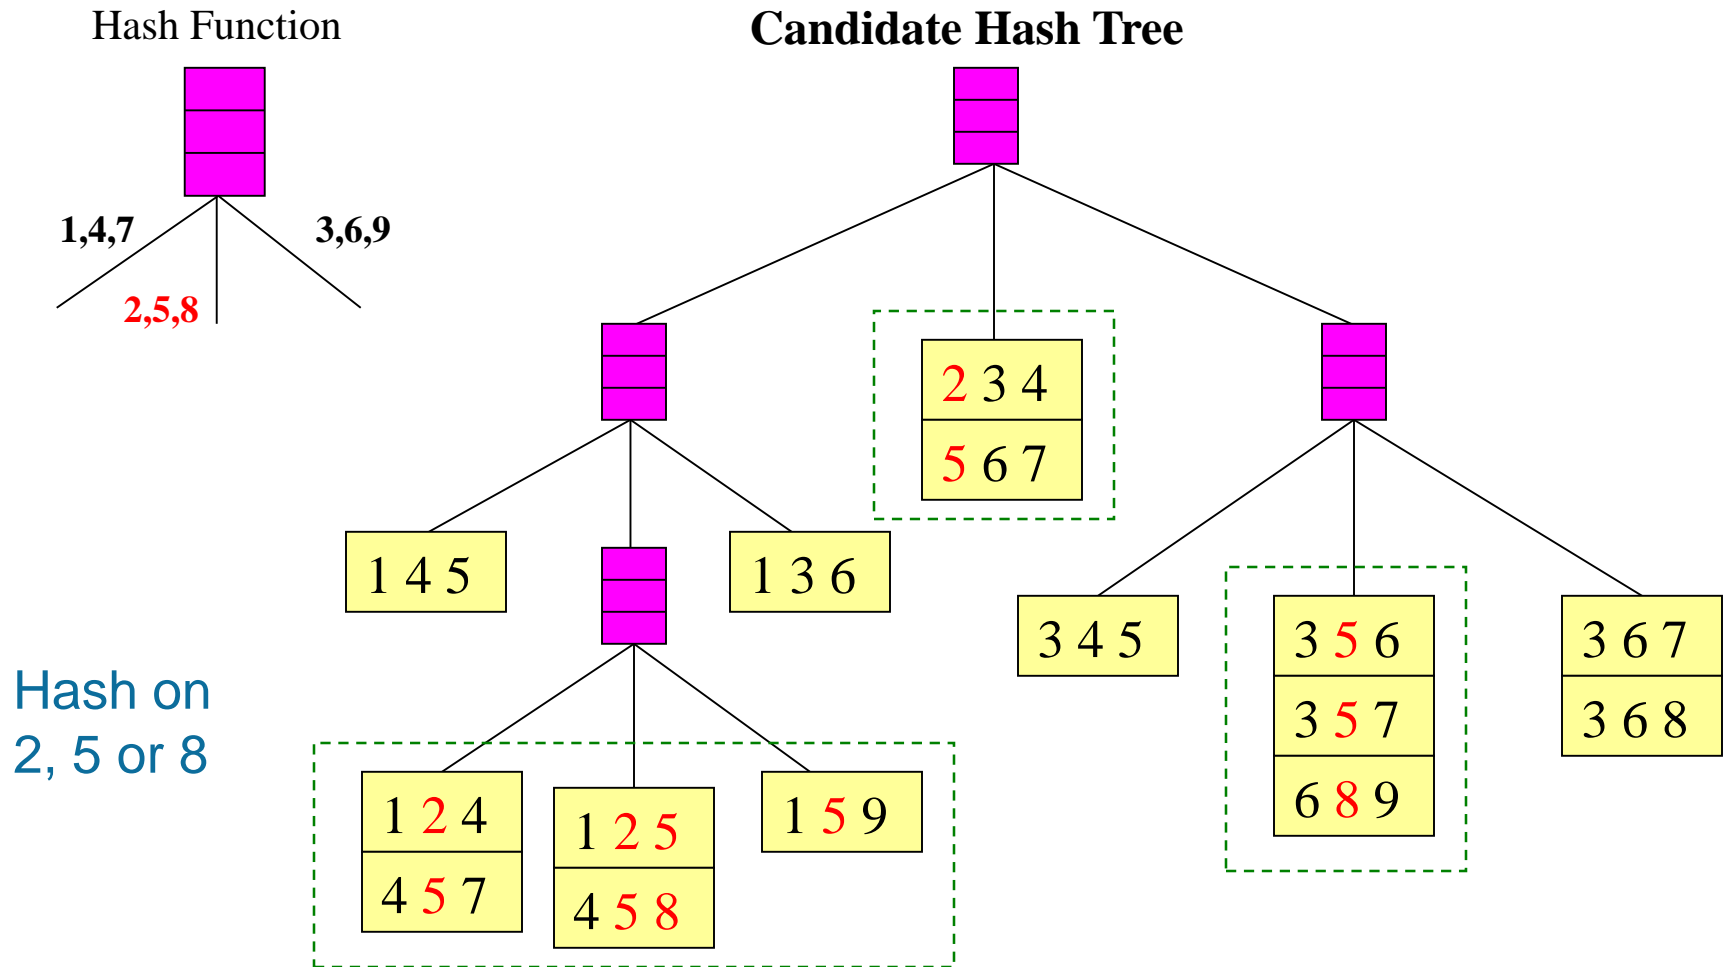 Hash Function
Candidate Hash Tree
1,4,7
3,6,9
2,5,8
2 3 4
5 6 7
1 4 5
1 3 6
3 4 5
3 5 6
3 5 7
6 8 9
3 6 7
3 6 8
Hash on
2, 5 or 8
1 2 4
4 5 7
1 2 5
4 5 8
1 5 9